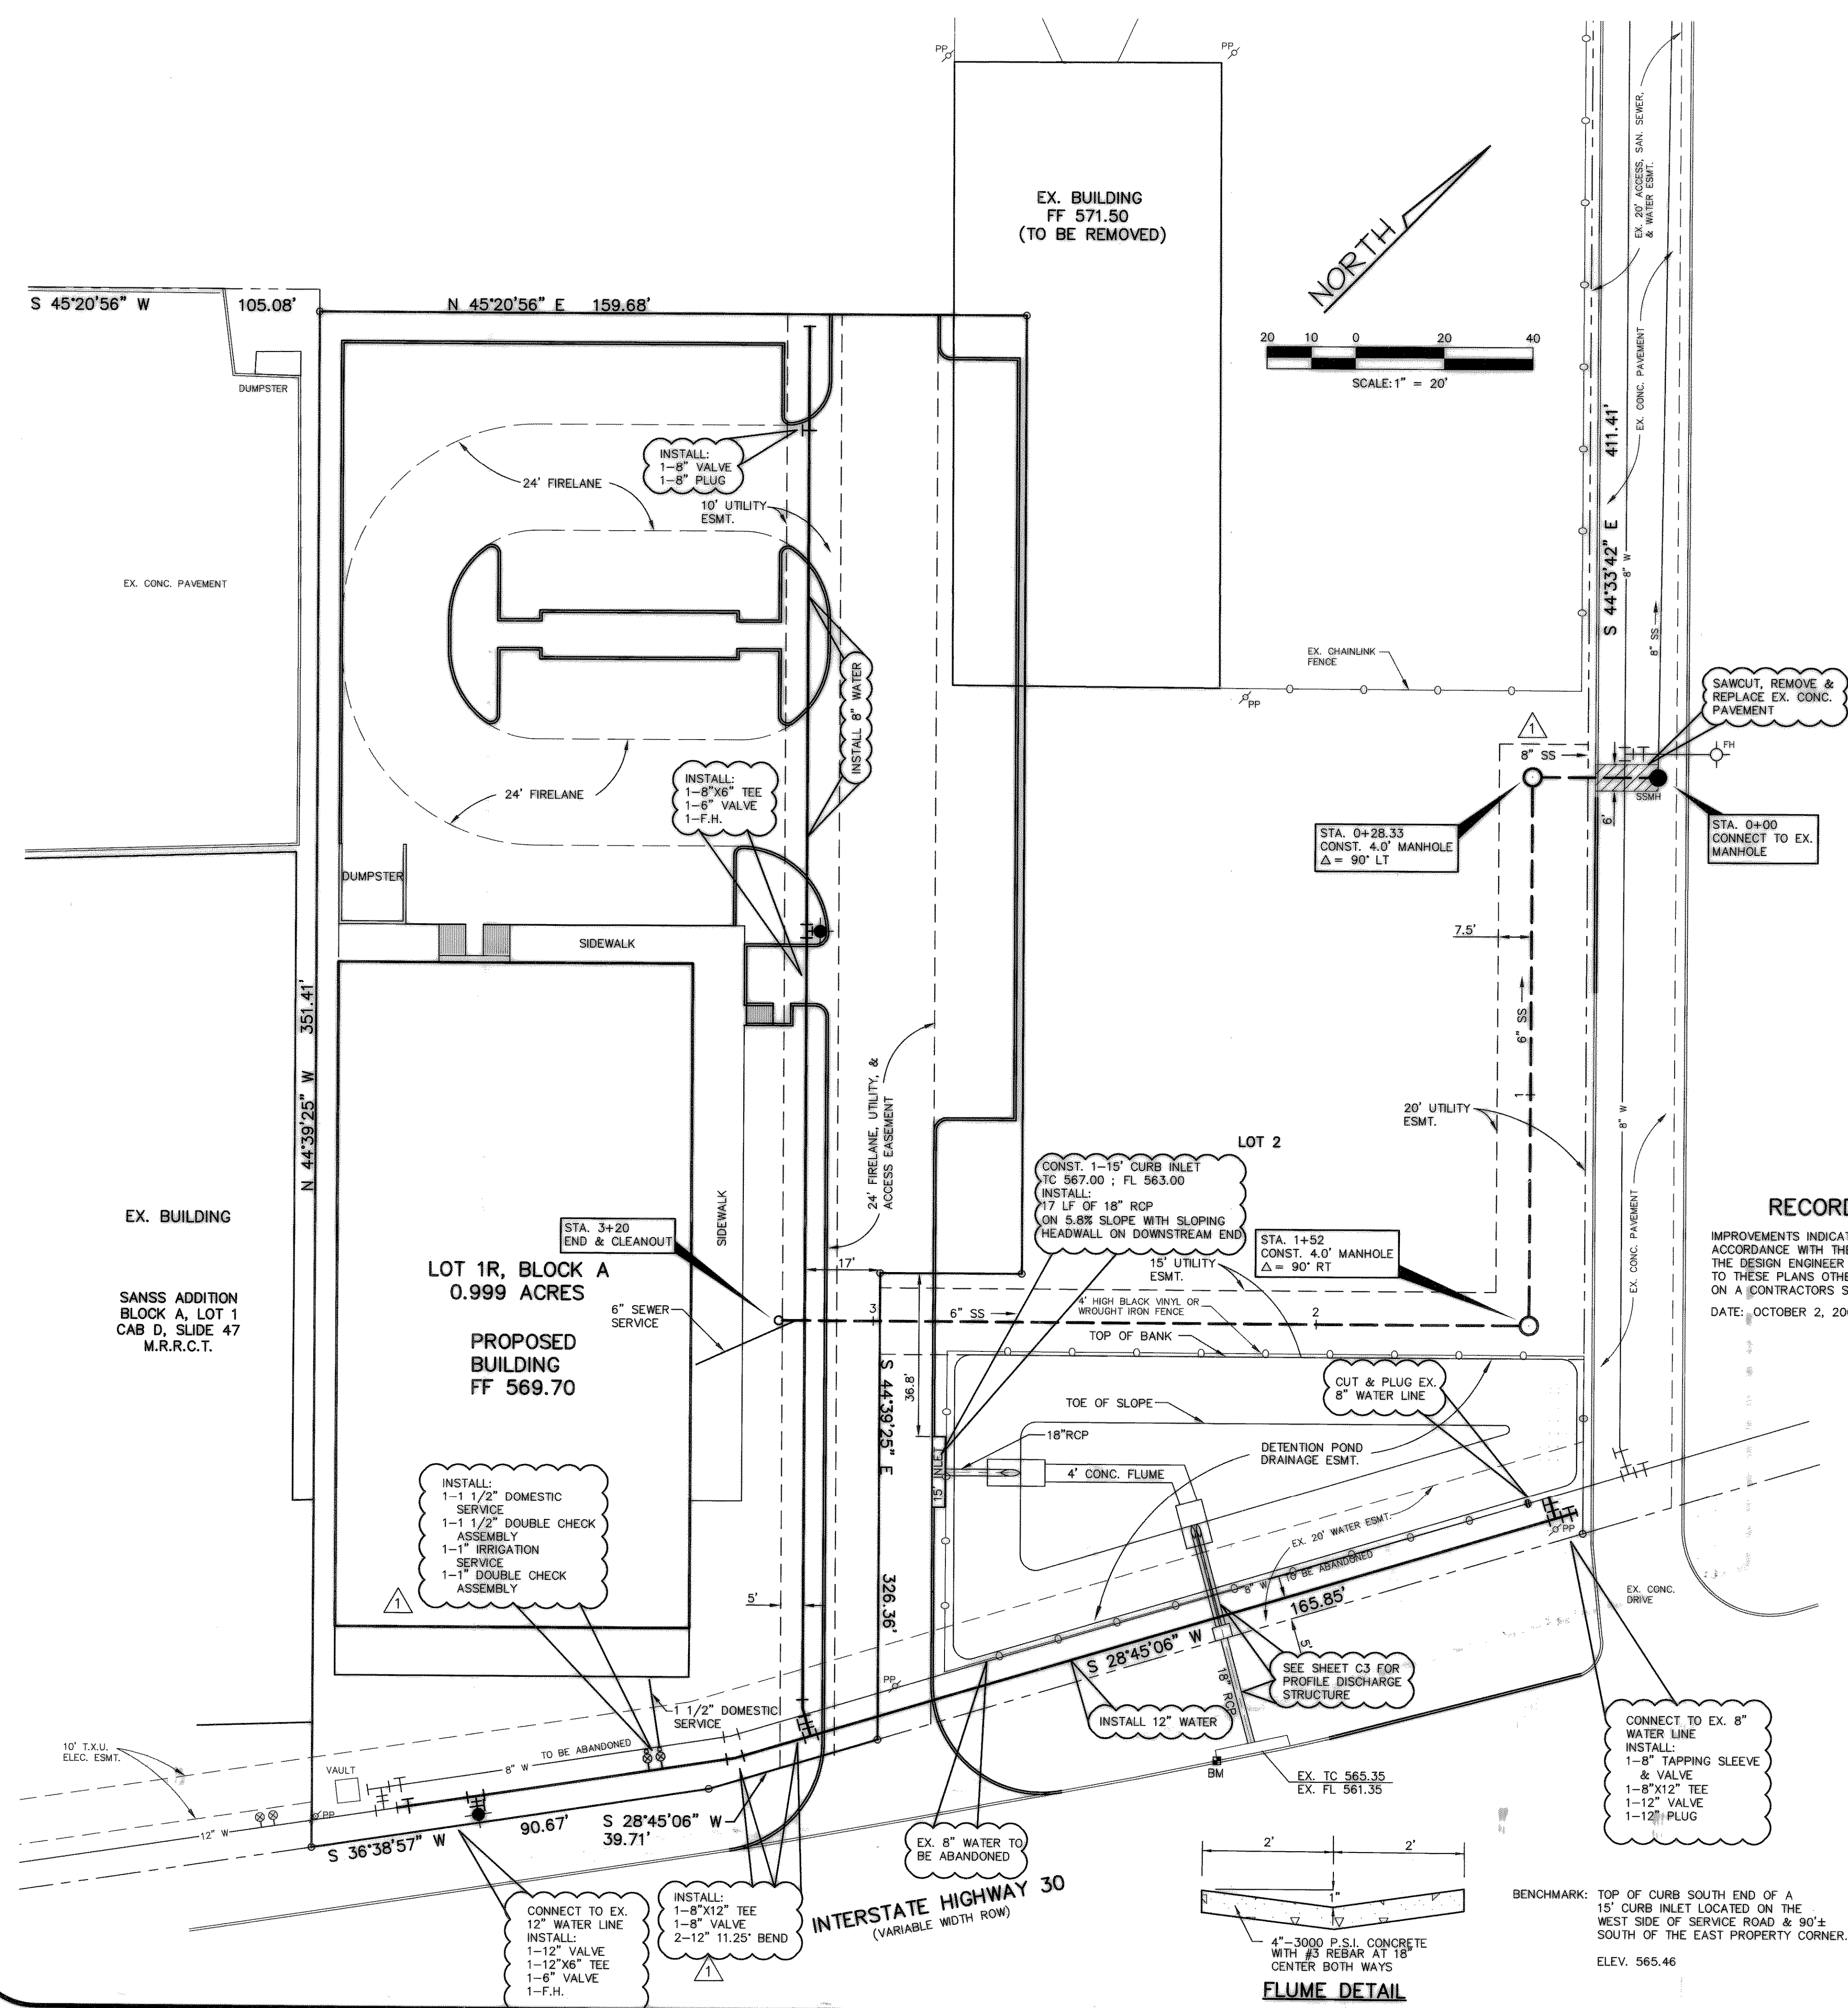 PP
PP
EX. BUILDING
FF 571.50
(TO BE REMOVED)
NORTH
20 10 0 20 40
SCALE: 1" = 20'
EX. 20' ACCESS, SAN. SEWER,
& WATER ESMT.
EX. CONC. PAVEMENT
S 44°33'42" E 411.41'
8" W
8" SS
S 45°20'56" W 105.08'
N 45°20'56" E 159.68'
DUMPSTER
EX. CONC. PAVEMENT
24' FIRELANE
INSTALL:
1-8" VALVE
1-8" PLUG
10' UTILITY
ESMT.
INSTALL 8" WATER
EX. CHAINLINK
FENCE
PP
SAWCUT, REMOVE &
REPLACE EX. CONC.
PAVEMENT
1
8" SS
FH
SSMH
6'
STA. 0+28.33
CONST. 4.0' MANHOLE
Δ = 90° LT
STA. 0+00
CONNECT TO EX.
MANHOLE
INSTALL:
1-8"X6" TEE
1-6" VALVE
1-F.H.
24' FIRELANE
DUMPSTER
SIDEWALK
7.5'
6" SS
1
N 44°39'25" W 351.41'
24' FIRELANE, UTILITY, &
ACCESS EASEMENT
20' UTILITY
ESMT.
8" W
LOT 2
EX. BUILDING
SIDEWALK
CONST. 1-15' CURB INLET
TC 567.00 ; FL 563.00
INSTALL:
17 LF OF 18" RCP
ON 5.8% SLOPE WITH SLOPING
HEADWALL ON DOWNSTREAM END
EX. CONC. PAVEMENT
RECORD
IMPROVEMENTS INDICAT
ACCORDANCE WITH THE
THE DESIGN ENGINEER
TO THESE PLANS OTHE
ON A CONTRACTORS S
DATE: OCTOBER 2, 20
STA. 3+20
END & CLEANOUT
STA. 1+52
CONST. 4.0' MANHOLE
Δ = 90° RT
15' UTILITY
ESMT.
17'
LOT 1R, BLOCK A
0.999 ACRES
SANSS ADDITION
BLOCK A, LOT 1
CAB D, SLIDE 47
M.R.R.C.T.
6" SEWER
SERVICE
3
6" SS
4' HIGH BLACK VINYL OR
WROUGHT IRON FENCE
2
TOP OF BANK
PROPOSED
BUILDING
FF 569.70
S 44°39'25" E 326.36'
36.8'
TOE OF SLOPE
CUT & PLUG EX.
8" WATER LINE
18"RCP
DETENTION POND
DRAINAGE ESMT.
15' INLET
4' CONC. FLUME
INSTALL:
1-1 1/2" DOMESTIC
SERVICE
1-1 1/2" DOUBLE CHECK
ASSEMBLY
1-1" IRRIGATION
SERVICE
1-1" DOUBLE CHECK
ASSEMBLY
1
5'
EX. 20' WATER ESMT.
8" W TO BE ABANDONED
PP
S 28°45'06" W 165.85'
5'
EX. CONC.
DRIVE
PP
18" RCP
SEE SHEET C3 FOR
PROFILE DISCHARGE
STRUCTURE
INSTALL 12" WATER
1 1/2" DOMESTIC
SERVICE
10' T.X.U.
ELEC. ESMT.
VAULT
8" W TO BE ABANDONED
CONNECT TO EX. 8"
WATER LINE
INSTALL:
1-8" TAPPING SLEEVE
& VALVE
1-8"X12" TEE
1-12" VALVE
1-12" PLUG
BM
EX. TC 565.35
EX. FL 561.35
PP
12" W
S 36°38'57" W 90.67'
S 28°45'06" W
39.71'
EX. 8" WATER TO
BE ABANDONED
INTERSTATE HIGHWAY 30
(VARIABLE WIDTH ROW)
CONNECT TO EX.
12" WATER LINE
INSTALL:
1-12" VALVE
1-12"X6" TEE
1-6" VALVE
1-F.H.
INSTALL:
1-8"X12" TEE
1-8" VALVE
2-12" 11.25° BEND
1
2' 2'
1"
4"-3000 P.S.I. CONCRETE
WITH #3 REBAR AT 18"
CENTER BOTH WAYS
FLUME DETAIL
BENCHMARK: TOP OF CURB SOUTH END OF A
15' CURB INLET LOCATED ON THE
WEST SIDE OF SERVICE ROAD & 90'±
SOUTH OF THE EAST PROPERTY CORNER.
ELEV. 565.46